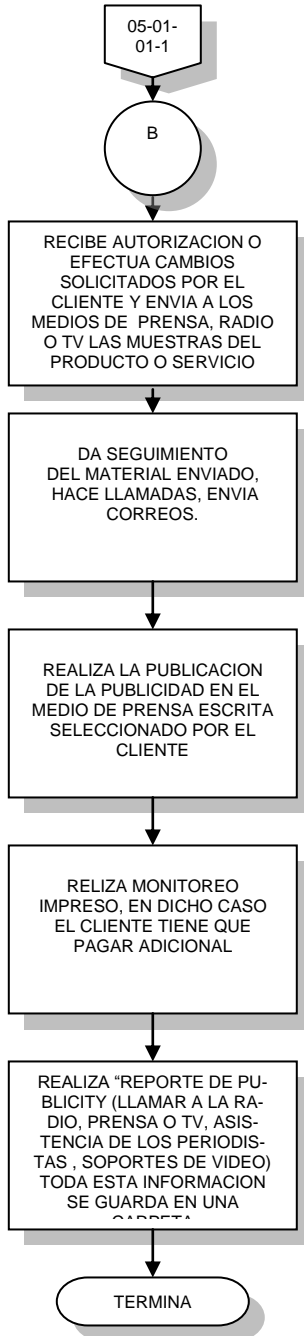 05-01-
01-1
B
RECIBE AUTORIZACION O
EFECTUA CAMBIOS
SOLICITADOS POR EL
CLIENTE Y ENVIA A LOS
MEDIOS DE PRENSA, RADIO
O TV LAS MUESTRAS DEL
PRODUCTO O SERVICIO
DA SEGUIMIENTO
DEL MATERIAL ENVIADO,
HACE LLAMADAS, ENVIA
CORREOS.
REALIZA LA PUBLICACION
DE LA PUBLICIDAD EN EL
MEDIO DE PRENSA ESCRITA
SELECCIONADO POR EL
CLIENTE
RELIZA MONITOREO
IMPRESO, EN DICHO CASO
EL CLIENTE TIENE QUE
PAGAR ADICIONAL
REALIZA “REPORTE DE PU-
BLICITY (LLAMAR A LA RA-
DIO, PRENSA O TV, ASIS-
TENCIA DE LOS PERIODIS-
TAS , SOPORTES DE VIDEO)
TODA ESTA INFORMACION
SE GUARDA EN UNA
TERMINA